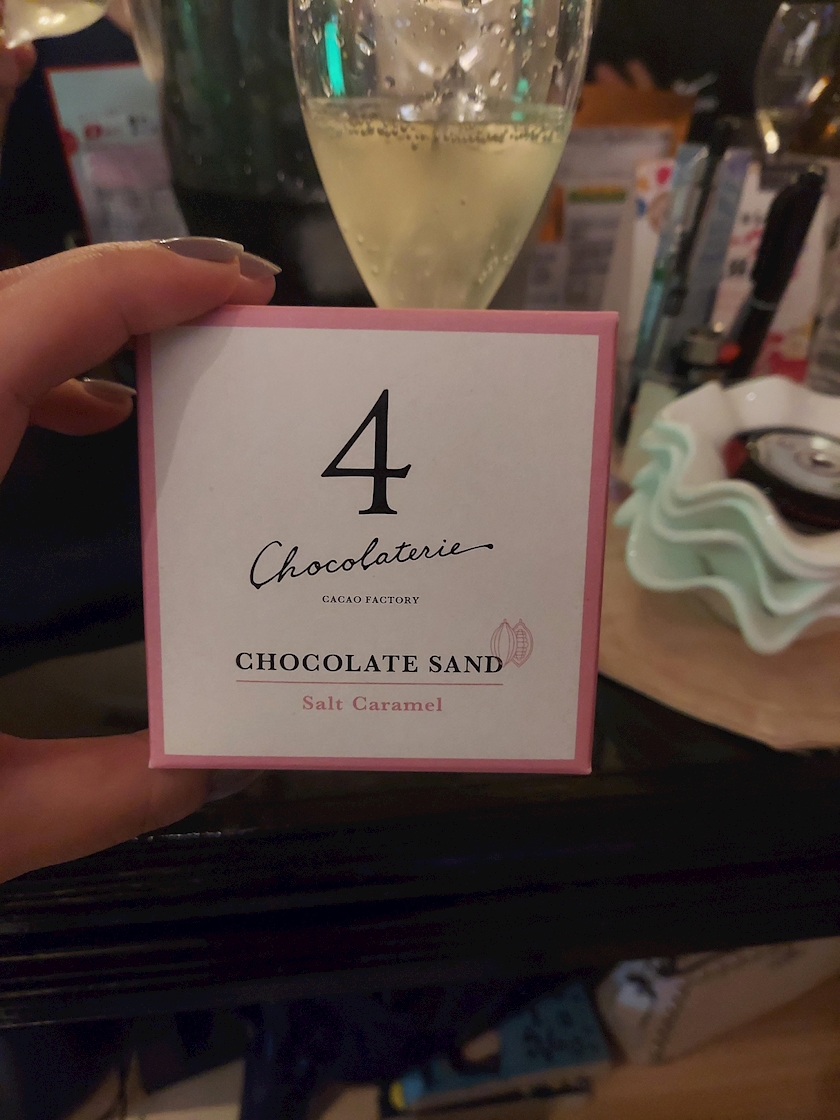 4
Chocolaterie
CACAO FACTORY
CHOCOLATE SAND
Salt Caramel